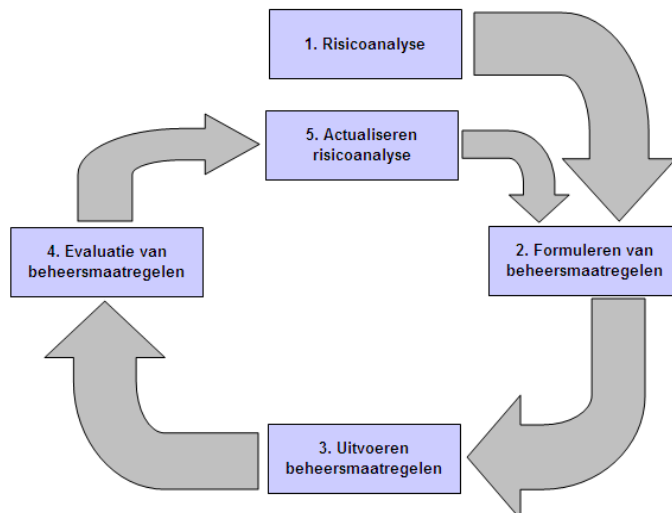 1. Risicoanalyse
5. Actualiseren
risicoanalyse
2. Formuleren van
beheersmaatregelen
3. Uitvoeren
beheersmaatregelen
4. Evaluatie van
beheersmaatregelen